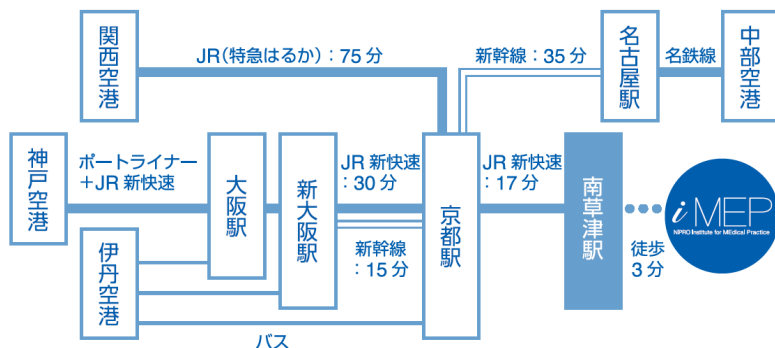 関西空港
JR(特急はるか):75分
新幹線:35分
名古屋駅
名鉄線
中部空港
神戸空港
ポートライナー
+JR 新快速
大阪駅
新大阪駅
JR 新快速
:30分
京都駅
JR 新快速
:17分
南草津駅
iMEP
NIPRO Institute for MEdical Practice
伊丹空港
新幹線
:15分
徒歩
3分
バス